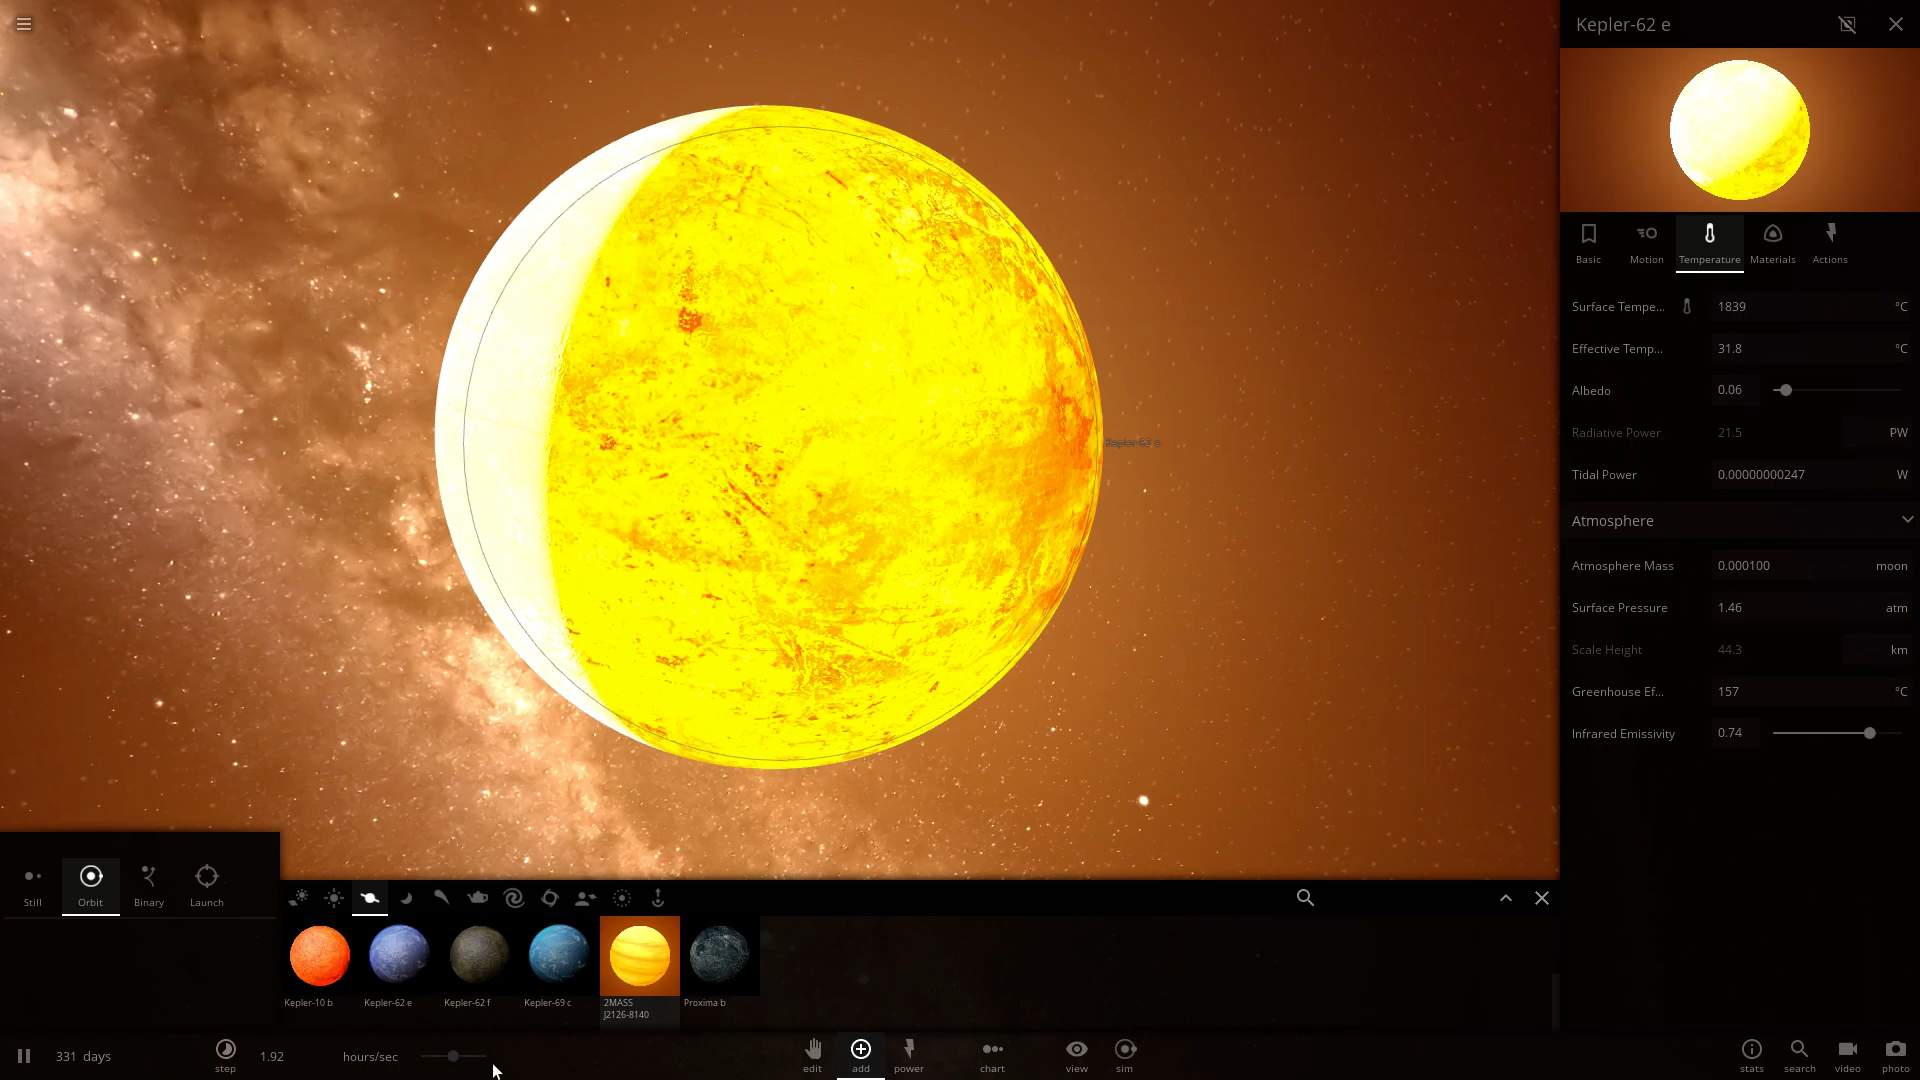 Kepler-62 e
Basic
Motion
Temperature
Materials
Actions
Surface Tempe... 1839 °C
Effective Temp... 31.8 °C
Albedo 0.06
Radiative Power 21.5 PW
Tidal Power 0.00000000247 W
Atmosphere
Atmosphere Mass 0.000100 moon
Surface Pressure 1.46 atm
Scale Height 44.3 km
Greenhouse Ef... 157 °C
Infrared Emissivity 0.74
Kepler-62 e
Still
Orbit
Binary
Launch
Kepler-10 b
Kepler-62 e
Kepler-62 f
Kepler-69 c
2MASS
J2126-8140
Proxima b
331 days
step
1.92 hours/sec
edit
add
power
chart
view
sim
stats
search
video
photo